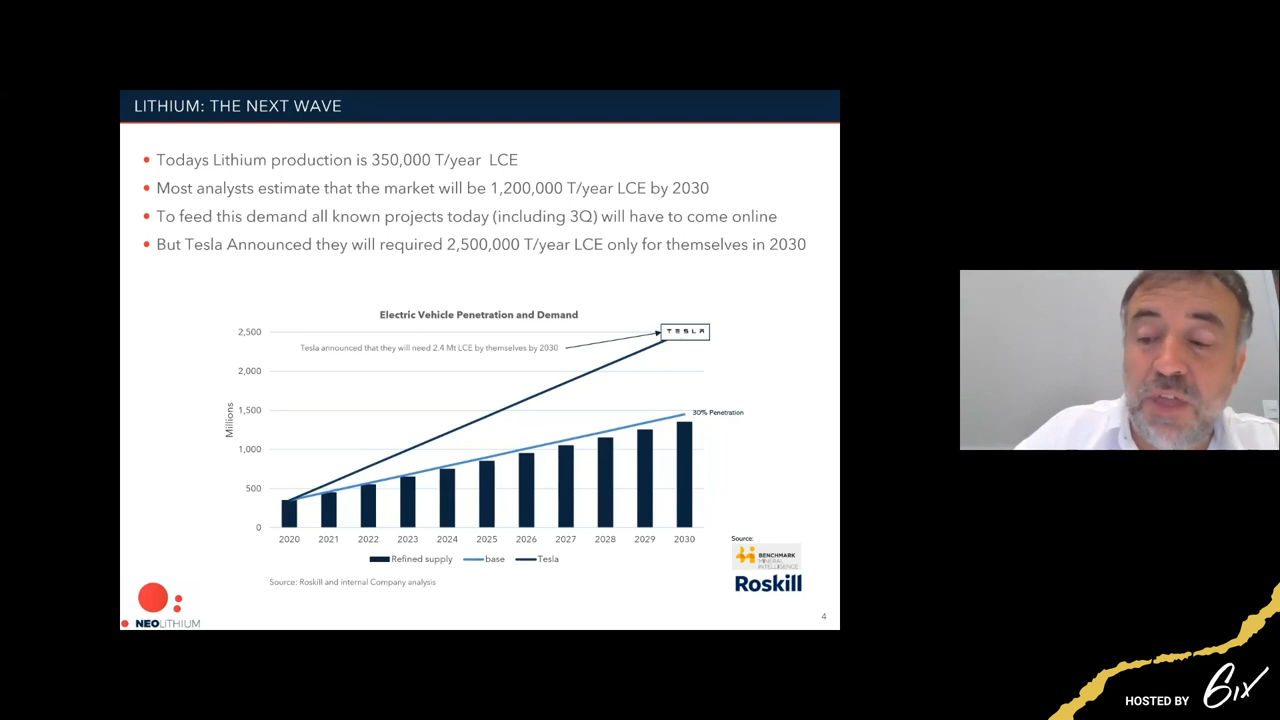 LITHIUM: THE NEXT WAVE
• Todays Lithium production is 350,000 T/year LCE
• Most analysts estimate that the market will be 1,200,000 T/year LCE by 2030
• To feed this demand all known projects today (including 3Q) will have to come online
• But Tesla Announced they will required 2,500,000 T/year LCE only for themselves in 2030
Electric Vehicle Penetration and Demand
2,500
TESLA
Tesla announced that they will need 2.4 Mt LCE by themselves by 2030
2,000
1,500
30% Penetration
Millions
1,000
500
0
2020 2021 2022 2023 2024 2025 2026 2027 2028 2029 2030
Refined supply base Tesla
Source: Roskill and internal Company analysis
Source:
BENCHMARK
MINERAL
INTELLIGENCE
Roskill
NEOLITHIUM
4
HOSTED BY 6ix